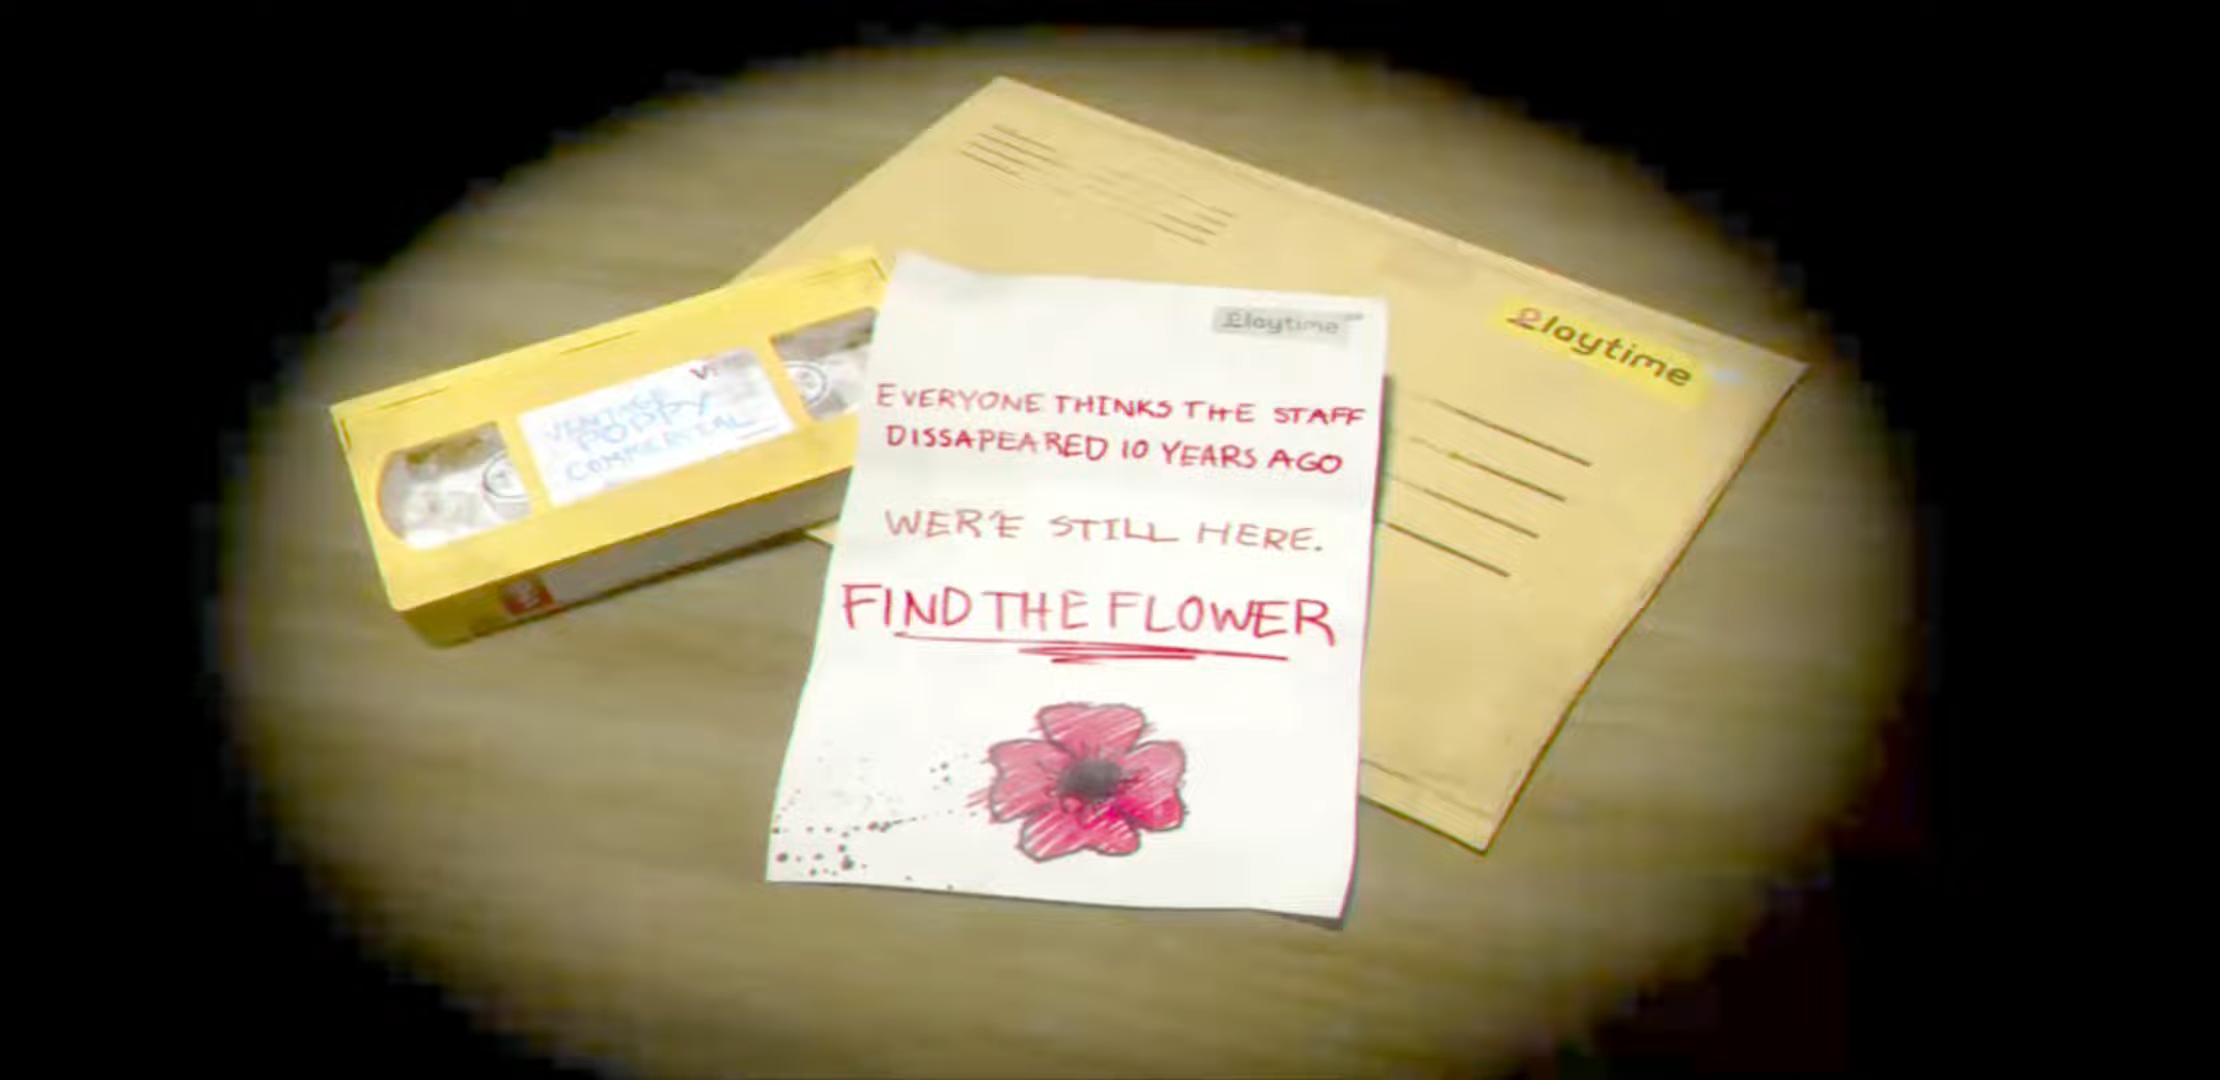 Playtime
EVERYONE THINKS THE STAFF
DISSAPEARED 10 YEARS AGO
WER'E STILL HERE.
FIND THE FLOWER
VINTAGE
POPPY
COMMERCIAL
Playtime